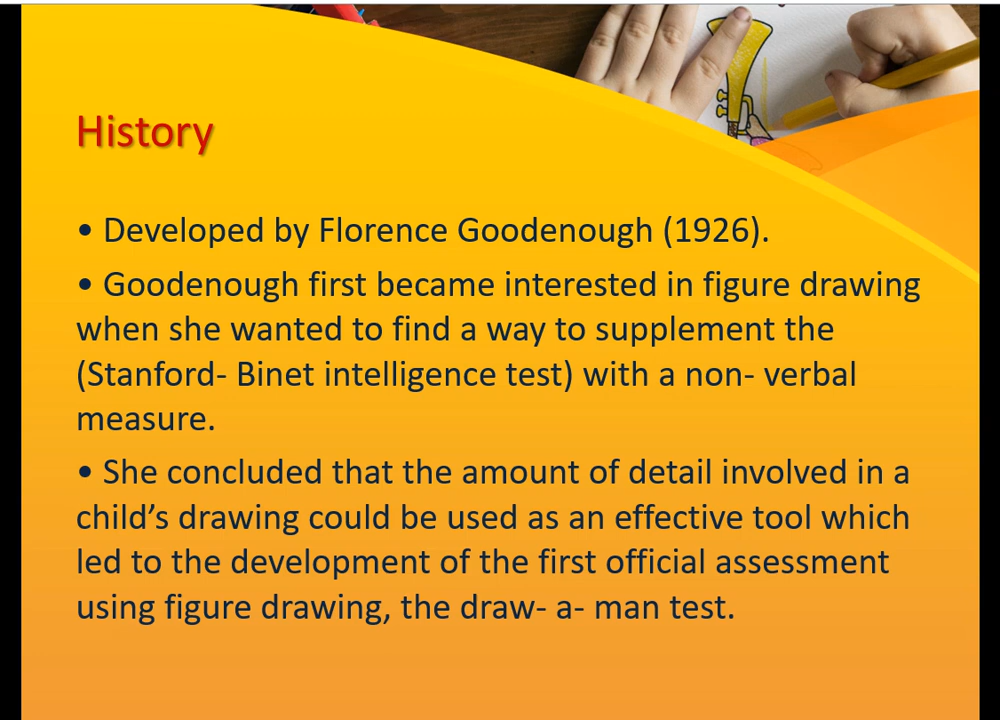 History
• Developed by Florence Goodenough (1926).
• Goodenough first became interested in figure drawing
when she wanted to find a way to supplement the
(Stanford- Binet intelligence test) with a non- verbal
measure.
• She concluded that the amount of detail involved in a
child’s drawing could be used as an effective tool which
led to the development of the first official assessment
using figure drawing, the draw- a- man test.